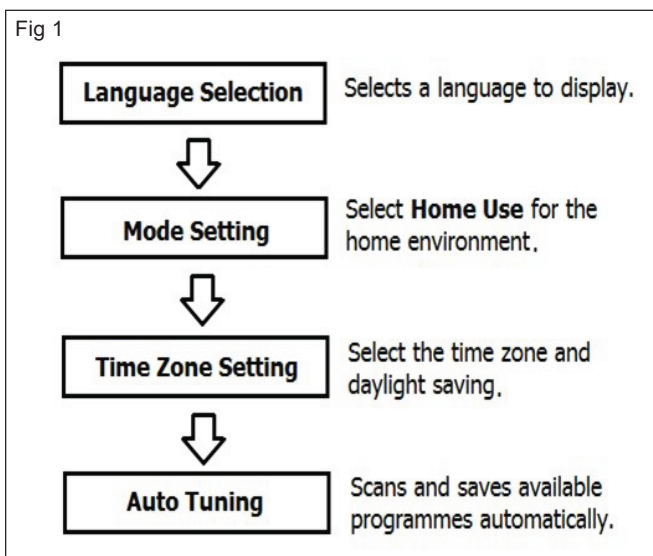 Fig 1
Language Selection
Selects a language to display.
Mode Setting
Select Home Use for the
home environment.
Time Zone Setting
Select the time zone and
daylight saving.
Auto Tuning
Scans and saves available
programmes automatically.